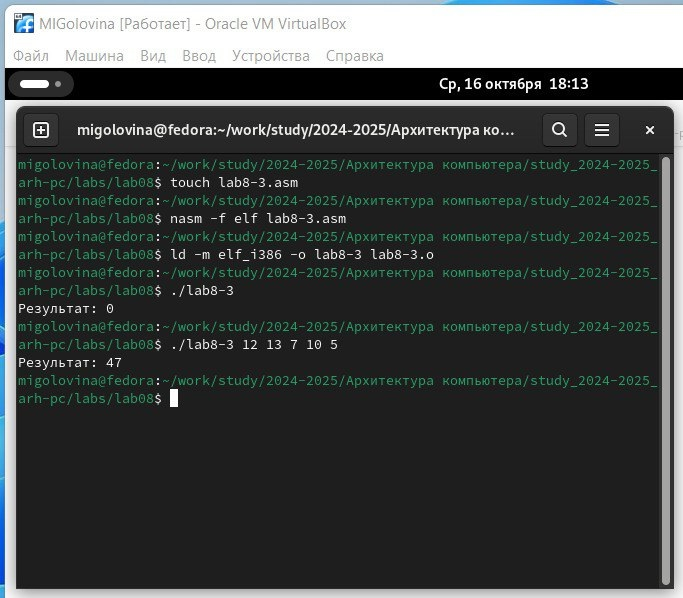 MIGolovina [Работает] - Oracle VM VirtualBox
Файл Машина Вид Ввод Устройства Справка
Ср, 16 октября 18:13
migolovina@fedora:~/work/study/2024-2025/Архитектура ко...
migolovina@fedora:~/work/study/2024-2025/Архитектура компьютера/study_2024-2025_
arh-pc/labs/lab08$ touch lab8-3.asm
migolovina@fedora:~/work/study/2024-2025/Архитектура компьютера/study_2024-2025_
arh-pc/labs/lab08$ nasm -f elf lab8-3.asm
migolovina@fedora:~/work/study/2024-2025/Архитектура компьютера/study_2024-2025_
arh-pc/labs/lab08$ ld -m elf_i386 -o lab8-3 lab8-3.o
migolovina@fedora:~/work/study/2024-2025/Архитектура компьютера/study_2024-2025_
arh-pc/labs/lab08$ ./lab8-3
Результат: 0
migolovina@fedora:~/work/study/2024-2025/Архитектура компьютера/study_2024-2025_
arh-pc/labs/lab08$ ./lab8-3 12 13 7 10 5
Результат: 47
migolovina@fedora:~/work/study/2024-2025/Архитектура компьютера/study_2024-2025_
arh-pc/labs/lab08$